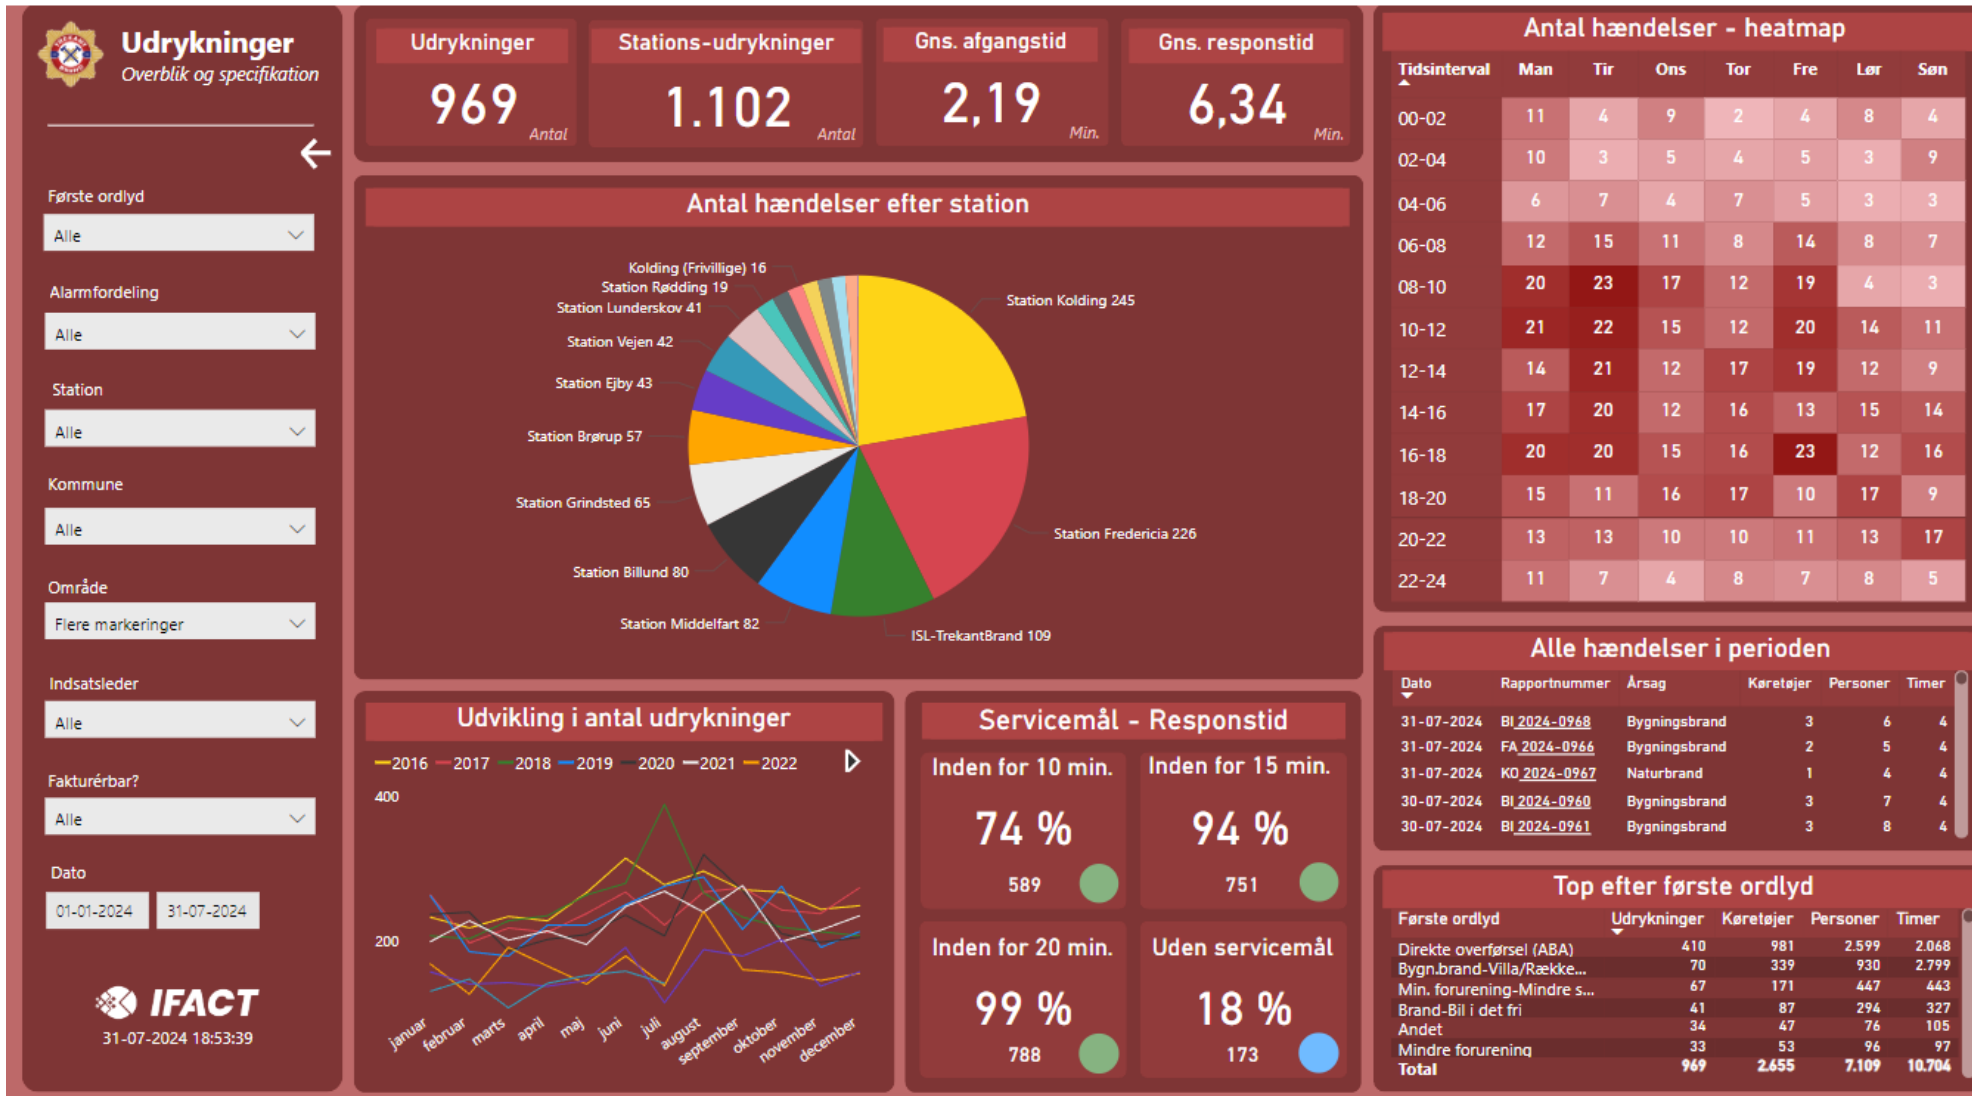 Udrykninger
Overblik og specifikation
Første ordlyd
Alle
Alarmfordeling
Alle
Station
Alle
Kommune
Alle
Område
Flere markeringer
Indsatsleder
Alle
Fakturérbar?
Alle
Dato
01-01-2024 31-07-2024
IFACT
31-07-2024 18:53:39
Udrykninger
969
Antal
Stations-udrykninger
1.102
Antal
Gns. afgangstid
2,19
Min.
Gns. responstid
6,34
Min.
Antal hændelser efter station
Kolding (Frivillige) 16
Station Rødding 19
Station Lunderskov 41
Station Vejen 42
Station Ejby 43
Station Brørup 57
Station Grindsted 65
Station Billund 80
Station Middelfart 82
ISL-TrekantBrand 109
Station Fredericia 226
Station Kolding 245
Udvikling i antal udrykninger
2016 2017 2018 2019 2020 2021 2022
400
200
januar februar marts april maj juni juli august september oktober november december
Servicemål - Responstid
Inden for 10 min.
74 %
589
Inden for 15 min.
94 %
751
Inden for 20 min.
99 %
788
Uden servicemål
18 %
173
Antal hændelser - heatmap
Tidsinterval Man Tir Ons Tor Fre Lør Søn
00-02 11 4 9 2 4 8 4
02-04 10 3 5 4 5 3 9
04-06 6 7 4 7 5 3 3
06-08 12 15 11 8 14 8 7
08-10 20 23 17 12 19 4 3
10-12 21 22 15 12 20 14 11
12-14 14 21 12 17 19 12 9
14-16 17 20 12 16 13 15 14
16-18 20 20 15 16 23 12 16
18-20 15 11 16 17 10 17 9
20-22 13 13 10 10 11 13 17
22-24 11 7 4 8 7 8 5
Alle hændelser i perioden
Dato Rapportnummer Årsag Køretøjer Personer Timer
31-07-2024 BI 2024-0968 Bygningsbrand 3 6 4
31-07-2024 FA 2024-0966 Bygningsbrand 2 5 4
31-07-2024 KO 2024-0967 Naturbrand 1 4 4
30-07-2024 BI 2024-0960 Bygningsbrand 3 7 4
30-07-2024 BI 2024-0961 Bygningsbrand 3 8 4
Top efter første ordlyd
Første ordlyd Udrykninger Køretøjer Personer Timer
Direkte overførsel (ABA) 410 981 2.599 2.068
Bygn.brand-Villa/Række... 70 339 930 2.799
Min. forurening-Mindre s... 67 171 447 443
Brand-Bil i det fri 41 87 294 327
Andet 34 47 76 105
Mindre forurening 33 53 96 97
Total 969 2.655 7.109 10.704